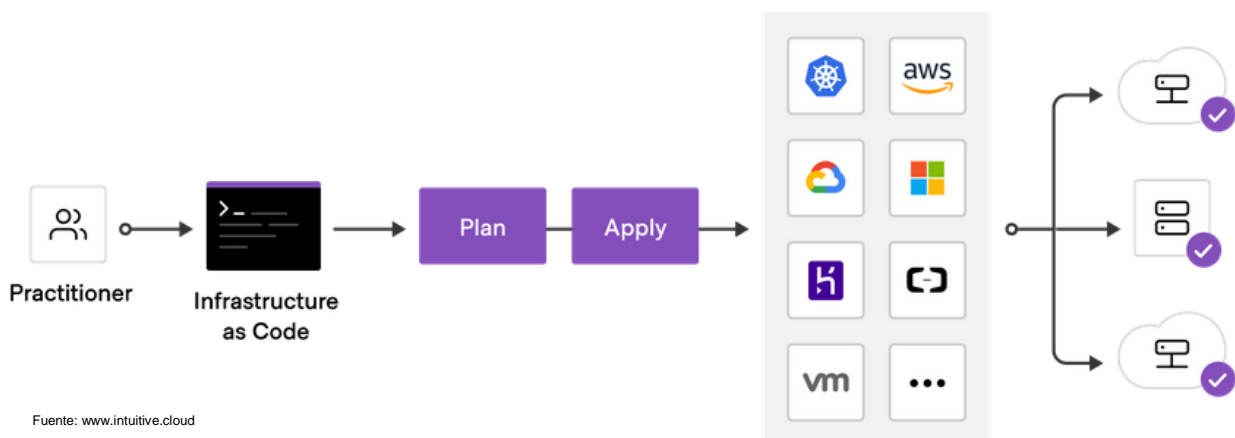 Practitioner
Infrastructure
as Code
Plan
Apply
aws
vm
Fuente: www.intuitive.cloud